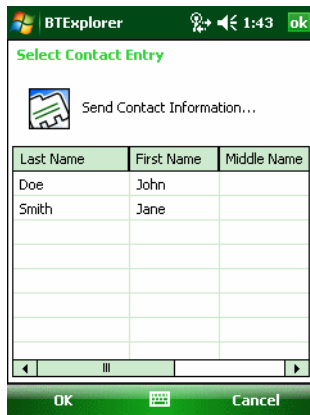 BTExplorer 1:43 ok
Select Contact Entry
Send Contact Information...
Last Name First Name Middle Name
Doe John
Smith Jane
OK Cancel